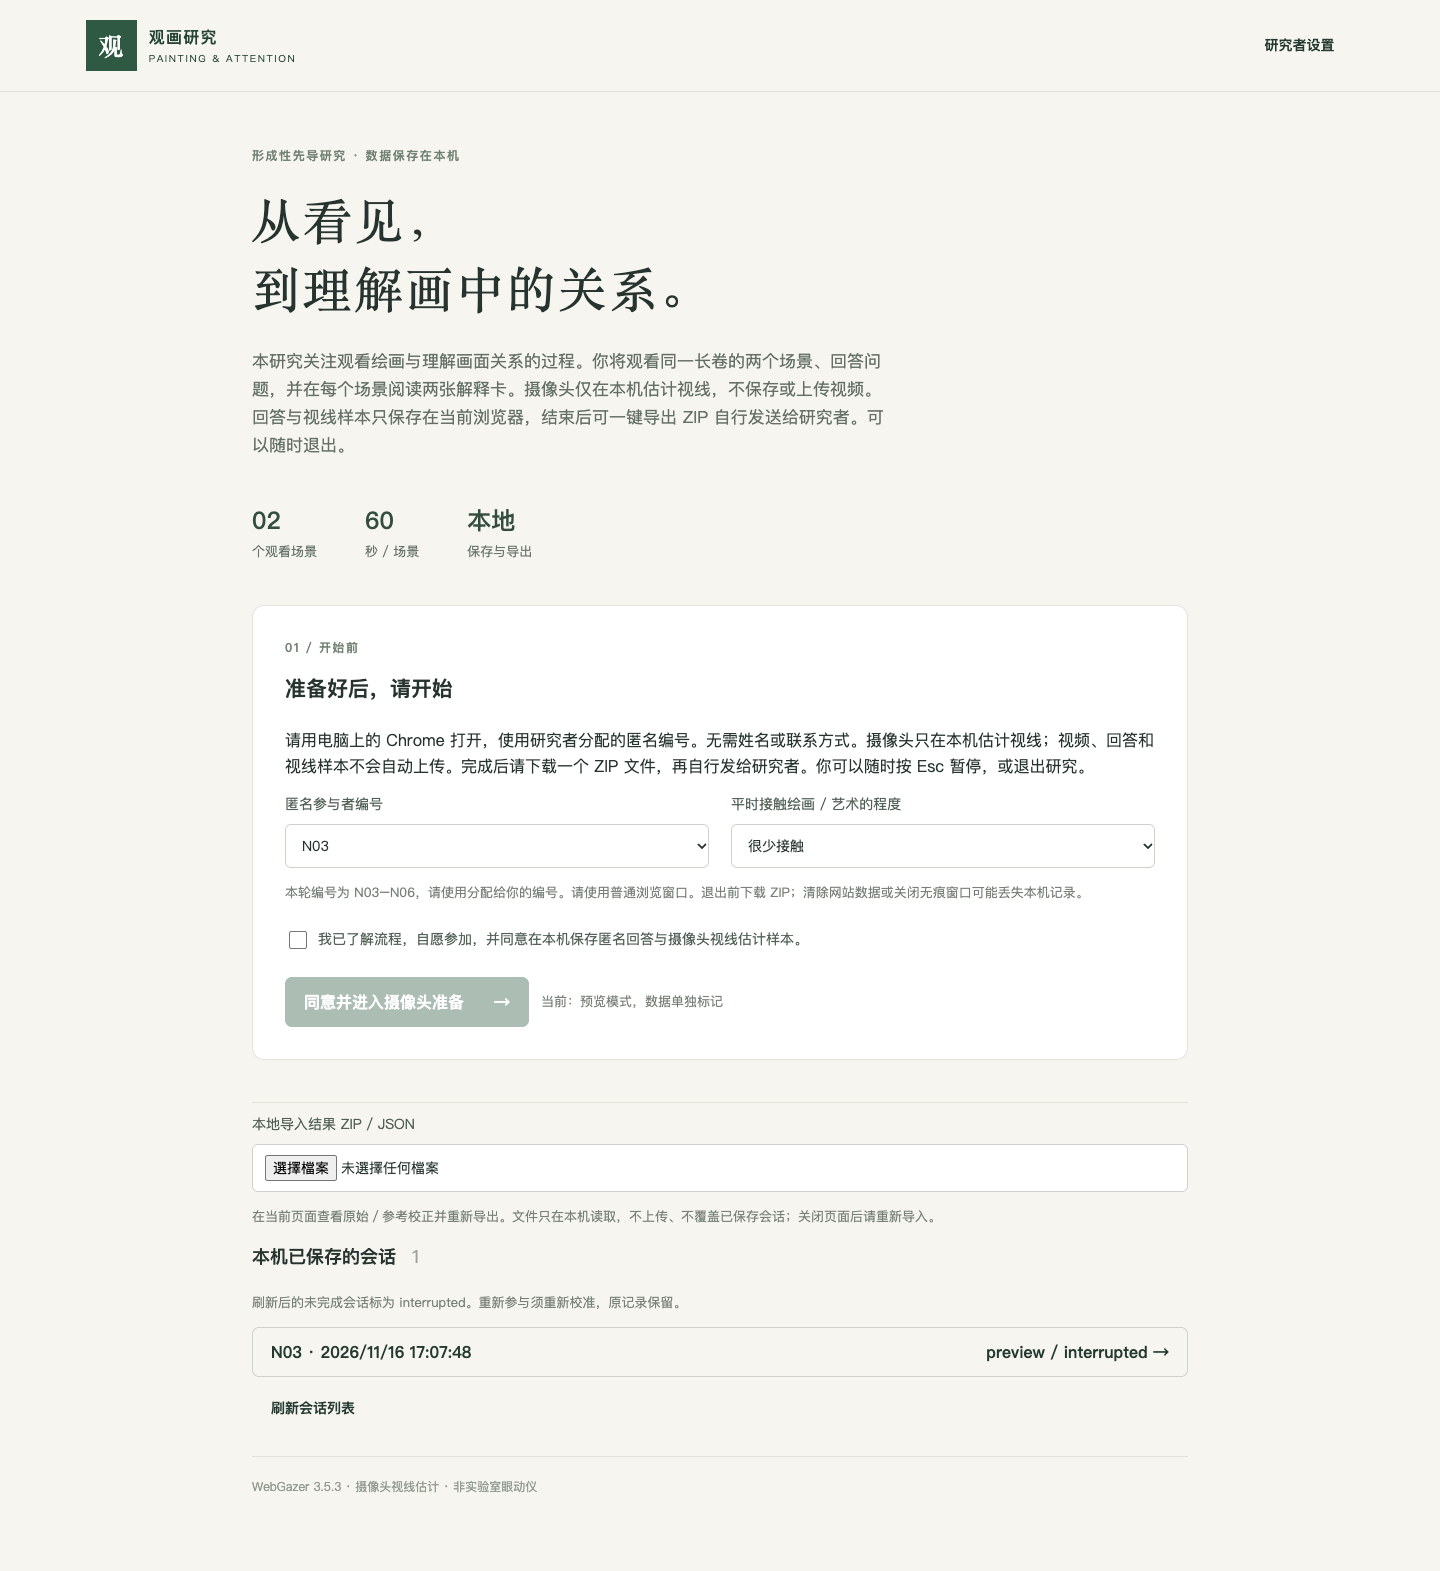 观
观画研究
PAINTING & ATTENTION
研究者设置
形成性先导研究 · 数据保存在本机
从看见，
到理解画中的关系。
本研究关注观看绘画与理解画面关系的过程。你将观看同一长卷的两个场景、回答问
题，并在每个场景阅读两张解释卡。摄像头仅在本机估计视线，不保存或上传视频。
回答与视线样本只保存在当前浏览器，结束后可一键导出 ZIP 自行发送给研究者。可
以随时退出。
02
个观看场景
60
秒 / 场景
本地
保存与导出
01 / 开始前
准备好后，请开始
请用电脑上的 Chrome 打开，使用研究者分配的匿名编号。无需姓名或联系方式。摄像头只在本机估计视线；视频、回答和
视线样本不会自动上传。完成后请下载一个 ZIP 文件，再自行发给研究者。你可以随时按 Esc 暂停，或退出研究。
匿名参与者编号
平时接触绘画 / 艺术的程度
N03
很少接触
本轮编号为 N03—N06，请使用分配给你的编号。请使用普通浏览窗口。退出前下载 ZIP；清除网站数据或关闭无痕窗口可能丢失本机记录。
我已了解流程，自愿参加，并同意在本机保存匿名回答与摄像头视线估计样本。
同意并进入摄像头准备 →
当前：预览模式，数据单独标记
本地导入结果 ZIP / JSON
選擇檔案 未選擇任何檔案
在当前页面查看原始 / 参考校正并重新导出。文件只在本机读取，不上传、不覆盖已保存会话；关闭页面后请重新导入。
本机已保存的会话 1
刷新后的未完成会话标为 interrupted。重新参与须重新校准，原记录保留。
N03 · 2026/11/16 17:07:48
preview / interrupted →
刷新会话列表
WebGazer 3.5.3 · 摄像头视线估计 · 非实验室眼动仪